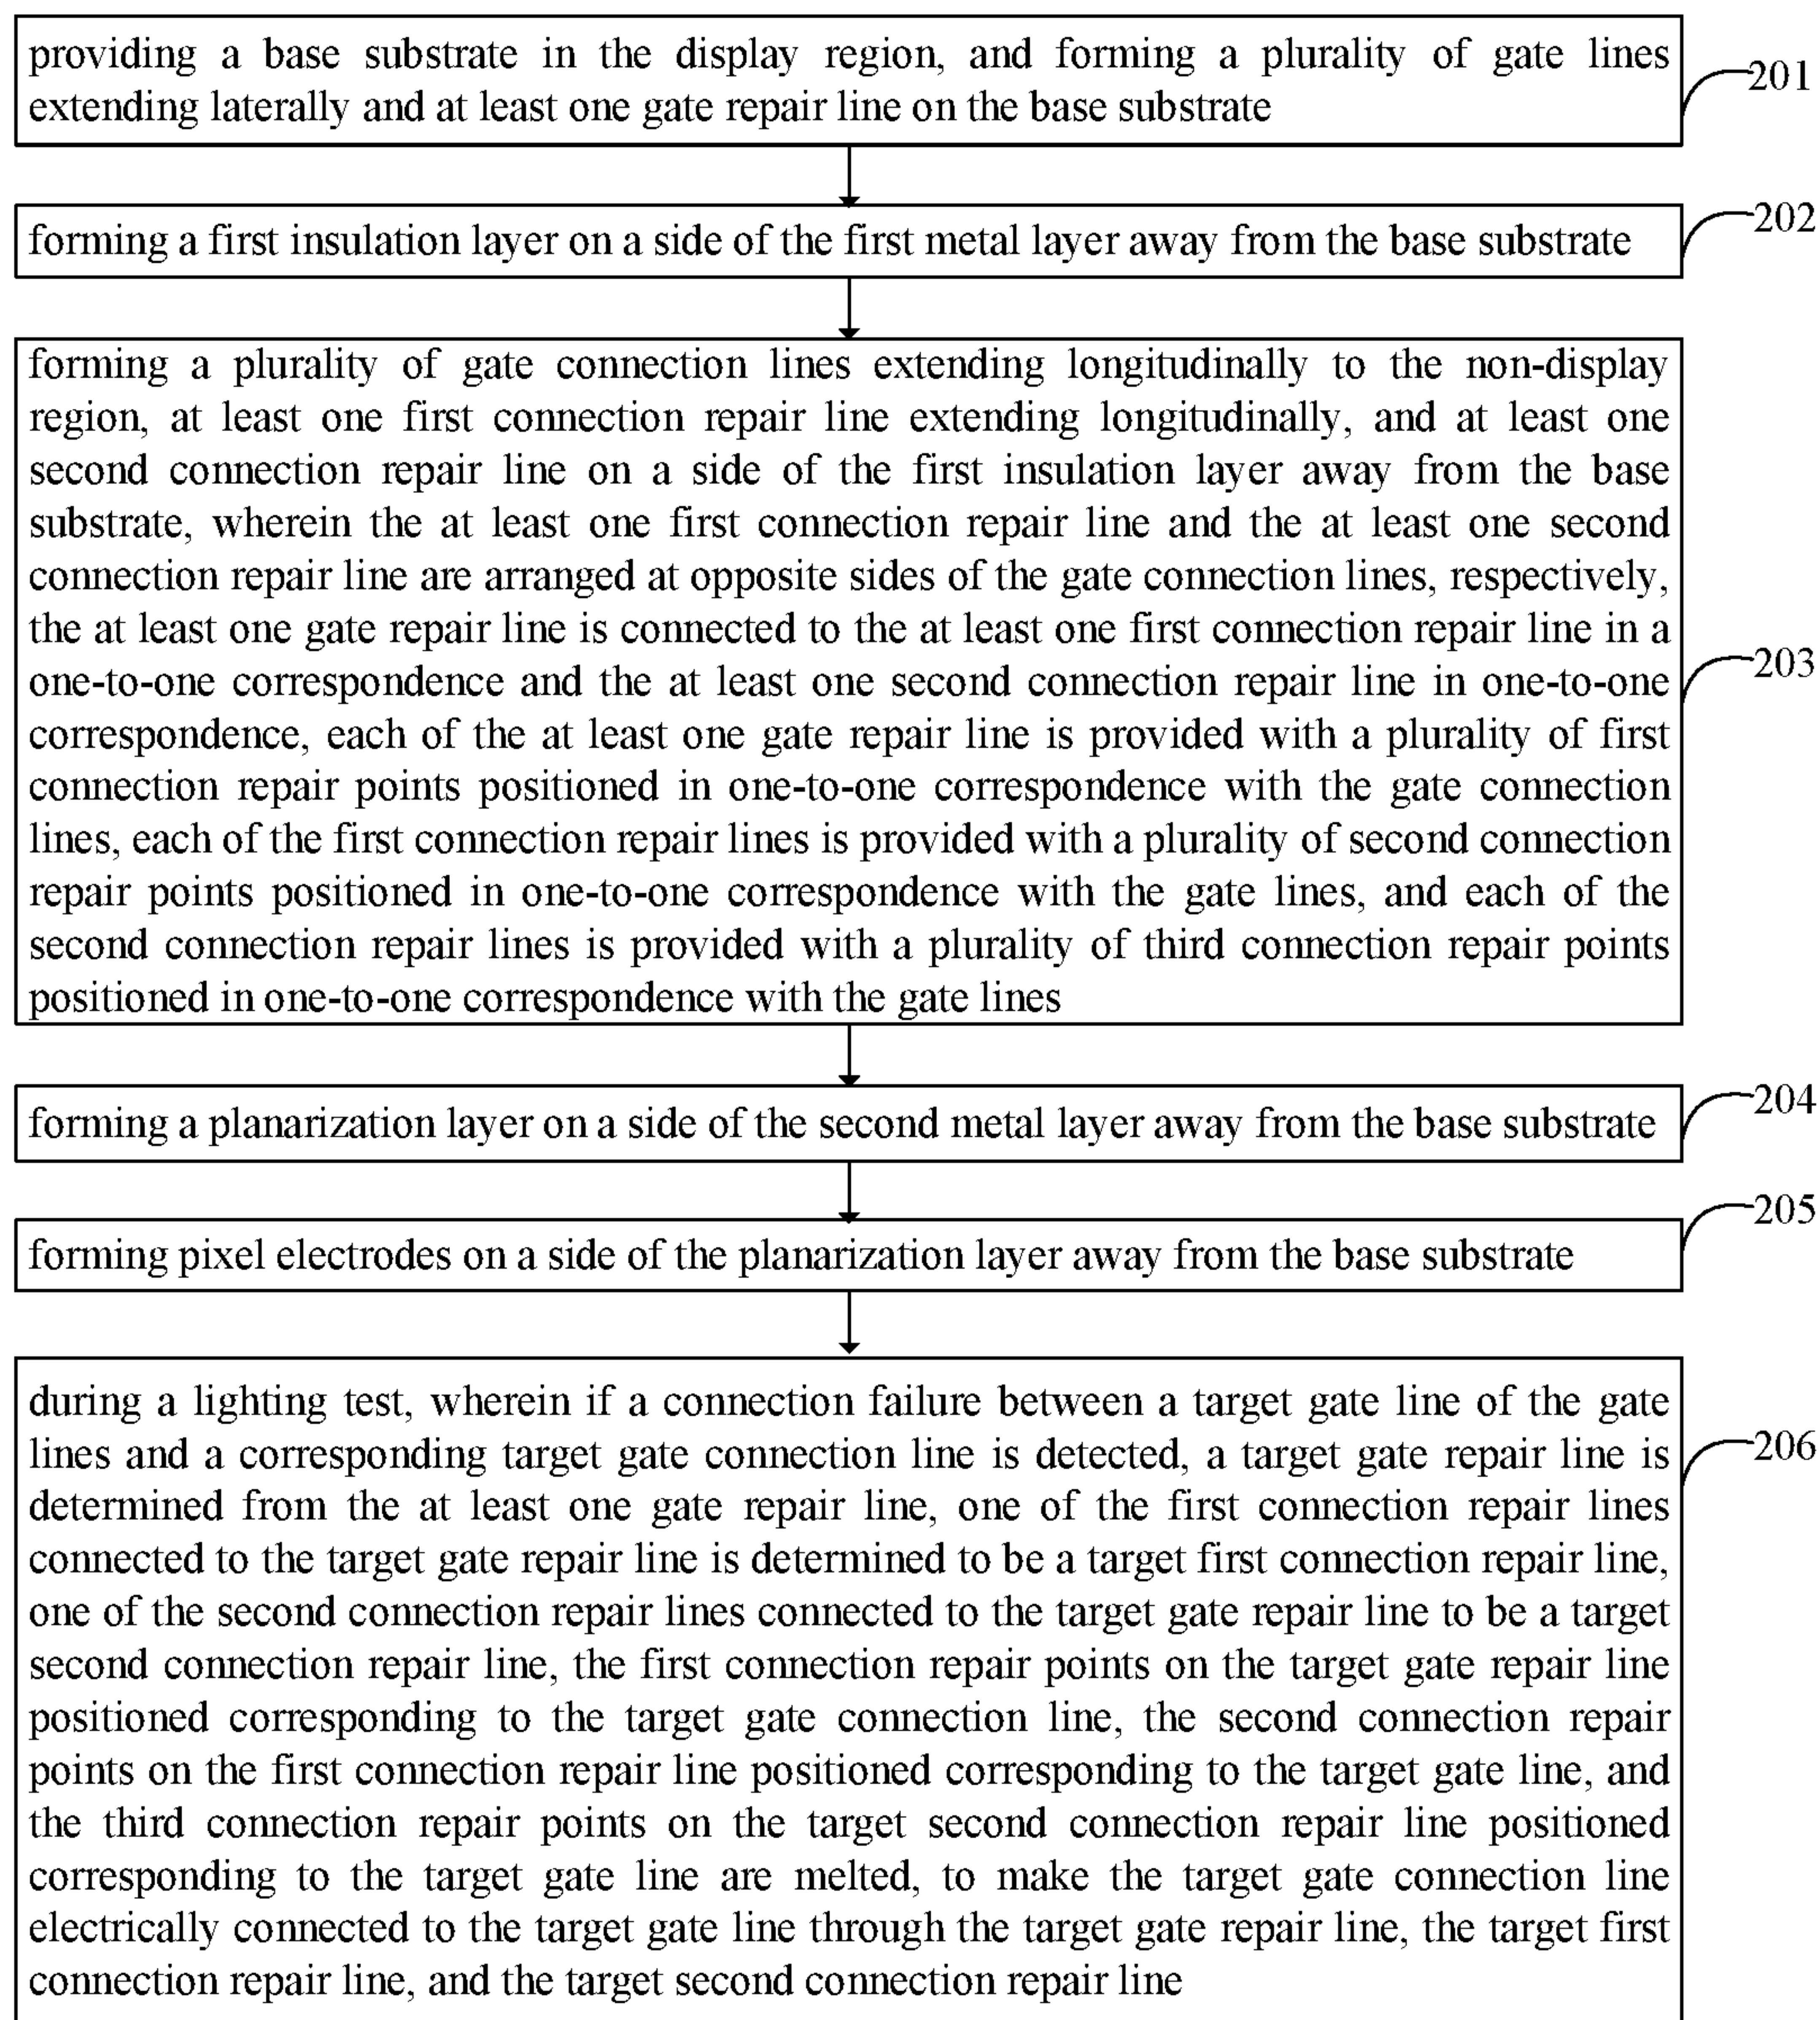 providing a base substrate in the display region, and forming a plurality of gate lines
extending laterally and at least one gate repair line on the base substrate
201
forming a first insulation layer on a side of the first metal layer away from the base substrate
202
forming a plurality of gate connection lines extending longitudinally to the non-display
region, at least one first connection repair line extending longitudinally, and at least one
second connection repair line on a side of the first insulation layer away from the base
substrate, wherein the at least one first connection repair line and the at least one second
connection repair line are arranged at opposite sides of the gate connection lines, respectively,
the at least one gate repair line is connected to the at least one first connection repair line in a
one-to-one correspondence and the at least one second connection repair line in one-to-one
correspondence, each of the at least one gate repair line is provided with a plurality of first
connection repair points positioned in one-to-one correspondence with the gate connection
lines, each of the first connection repair lines is provided with a plurality of second connection
repair points positioned in one-to-one correspondence with the gate lines, and each of the
second connection repair lines is provided with a plurality of third connection repair points
positioned in one-to-one correspondence with the gate lines
203
forming a planarization layer on a side of the second metal layer away from the base substrate
204
forming pixel electrodes on a side of the planarization layer away from the base substrate
205
during a lighting test, wherein if a connection failure between a target gate line of the gate
lines and a corresponding target gate connection line is detected, a target gate repair line is
determined from the at least one gate repair line, one of the first connection repair lines
connected to the target gate repair line is determined to be a target first connection repair line,
one of the second connection repair lines connected to the target gate repair line to be a target
second connection repair line, the first connection repair points on the target gate repair line
positioned corresponding to the target gate connection line, the second connection repair
points on the first connection repair line positioned corresponding to the target gate line, and
the third connection repair points on the target second connection repair line positioned
corresponding to the target gate line are melted, to make the target gate connection line
electrically connected to the target gate line through the target gate repair line, the target first
connection repair line, and the target second connection repair line
206